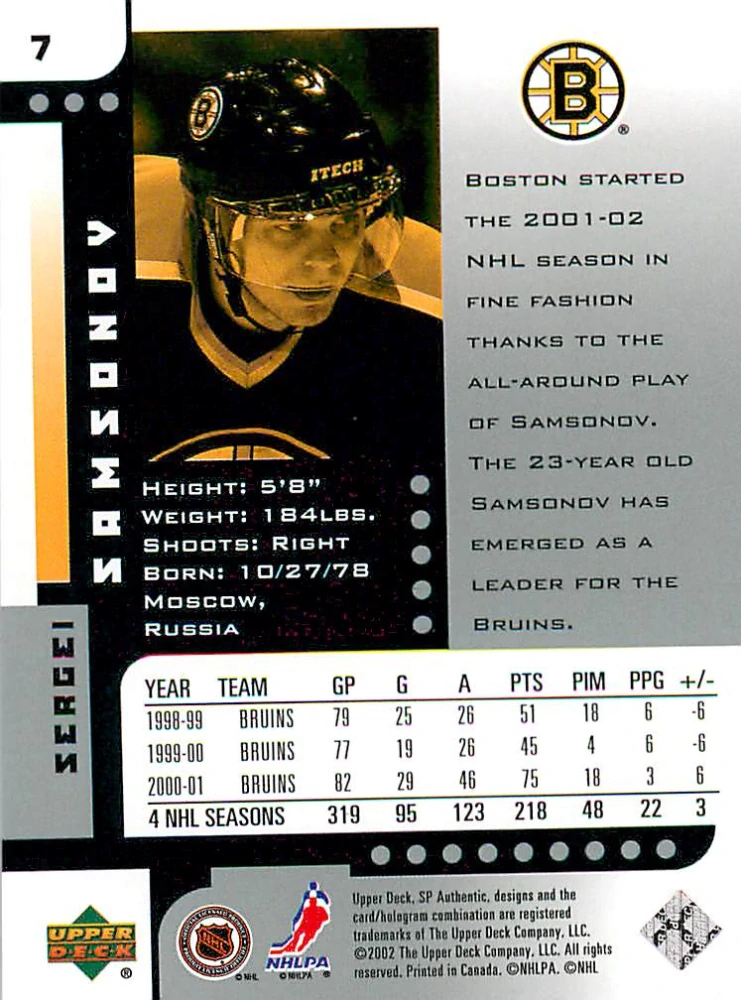 7
B
®
ITECH
SERGEI SAMSONOV
BOSTON STARTED
THE 2001-02
NHL SEASON IN
FINE FASHION
THANKS TO THE
ALL-AROUND PLAY
OF SAMSONOV.
THE 23-YEAR OLD
SAMSONOV HAS
EMERGED AS A
LEADER FOR THE
BRUINS.
HEIGHT: 5'8"
WEIGHT: 184LBS.
SHOOTS: RIGHT
BORN: 10/27/78
MOSCOW,
RUSSIA
YEAR TEAM GP G A PTS PIM PPG +/-
1998-99 BRUINS 79 25 26 51 18 6 -6
1999-00 BRUINS 77 19 26 45 4 6 -6
2000-01 BRUINS 82 29 46 75 18 3 6
4 NHL SEASONS 319 95 123 218 48 22 3
UPPER
DECK
®
NHL
©NHL
NHLPA
©NHLPA
Upper Deck, SP Authentic, designs and the
card/hologram combination are registered
trademarks of The Upper Deck Company, LLC.
©2002 The Upper Deck Company, LLC. All rights
reserved. Printed in Canada. ©NHLPA. ©NHL